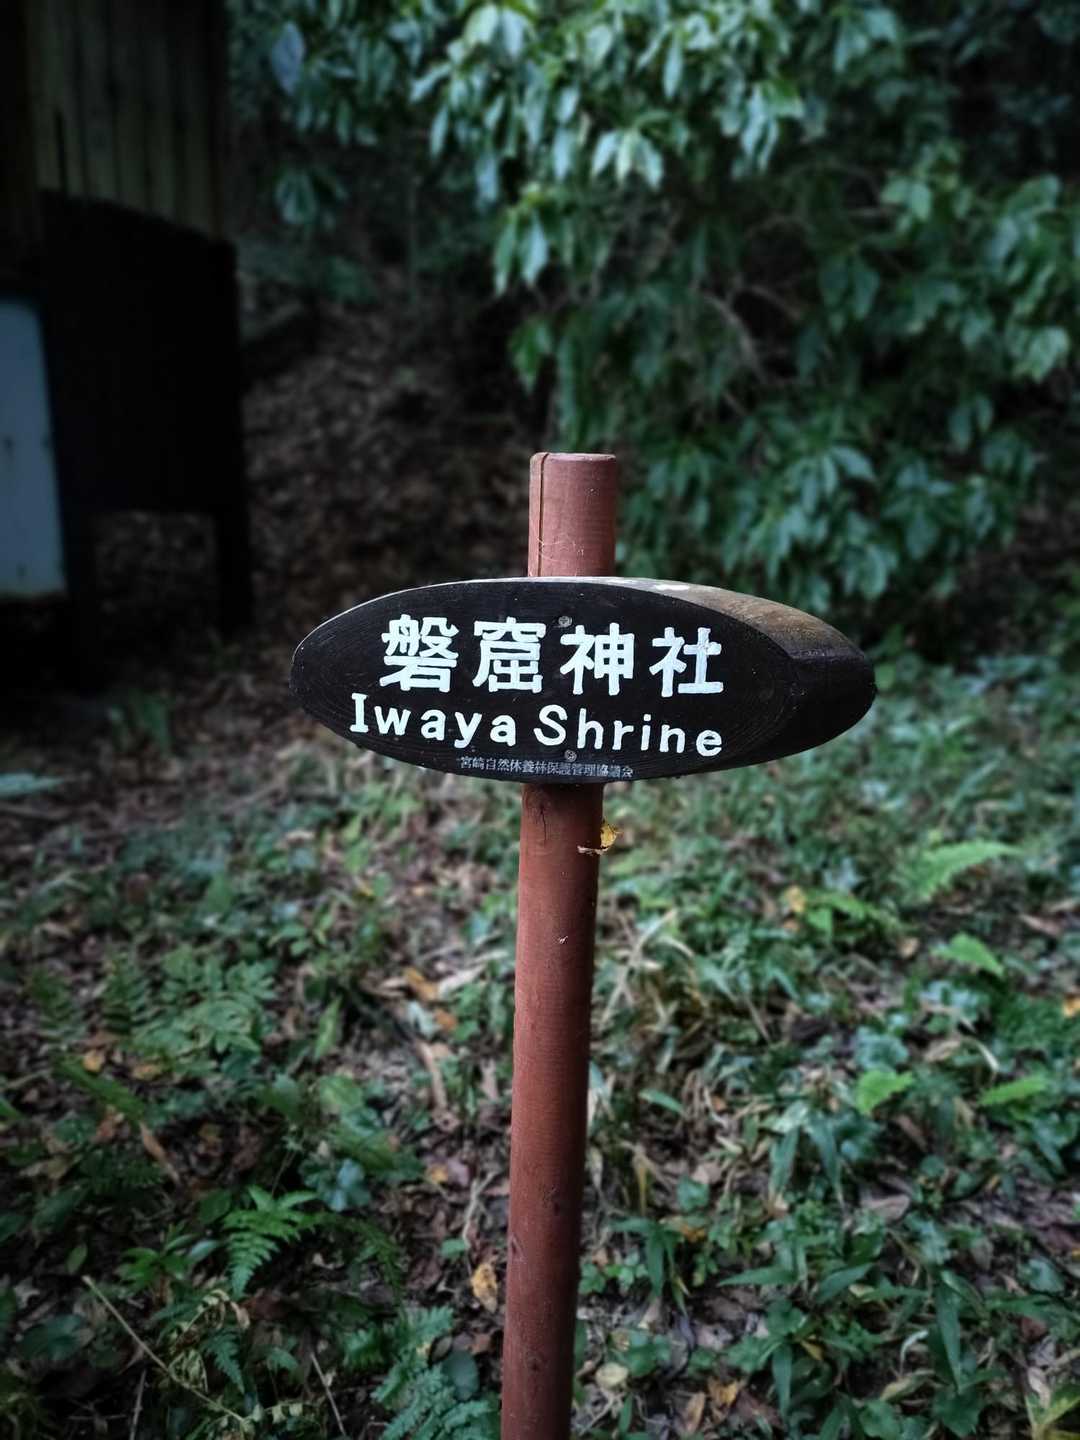 磐窟神社
Iwaya Shrine
宮崎自然休養林保護管理協議会